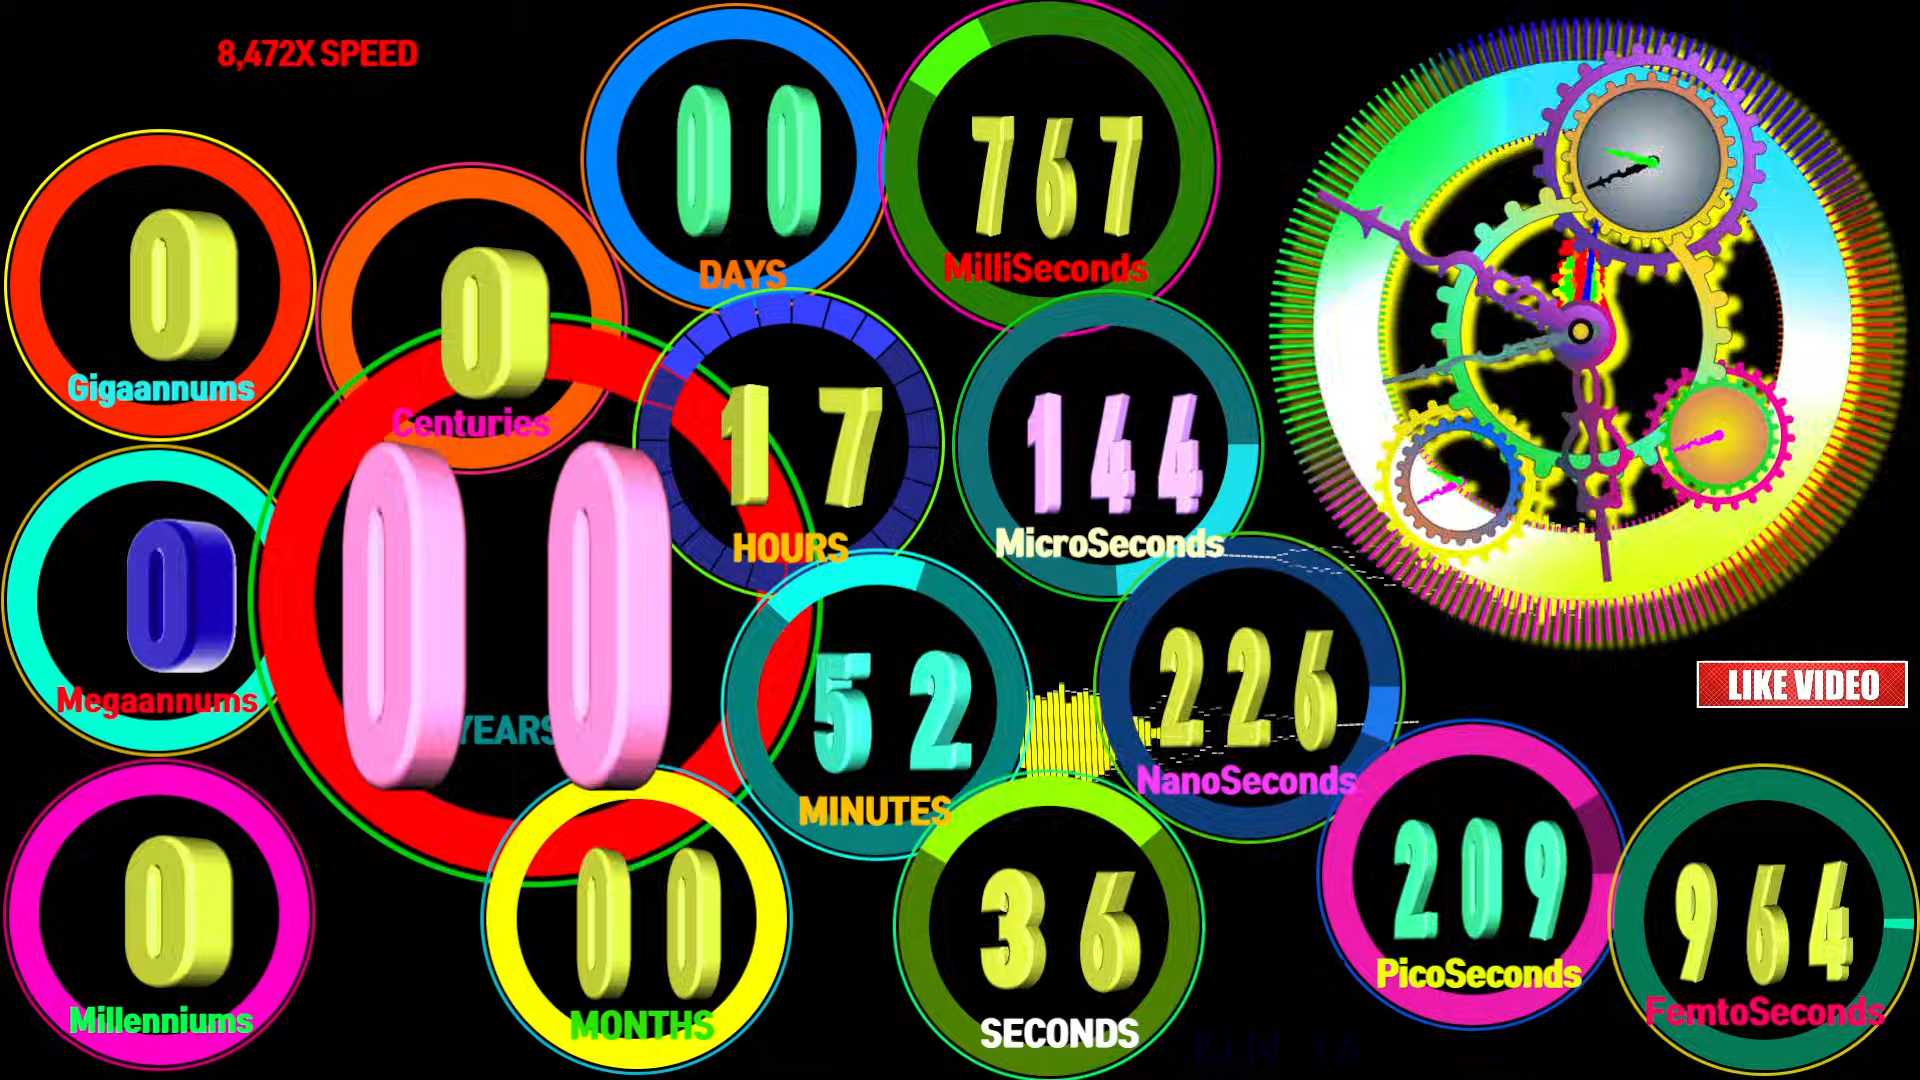 8,472X SPEED
00
DAYS
767
MilliSeconds
0
Gigaannums
0
Centuries
17
HOURS
144
MicroSeconds
0
Megaannums
00
YEARS
52
MINUTES
226
NanoSeconds
LIKE VIDEO
0
Millenniums
00
MONTHS
36
SECONDS
209
PicoSeconds
964
FemtoSeconds